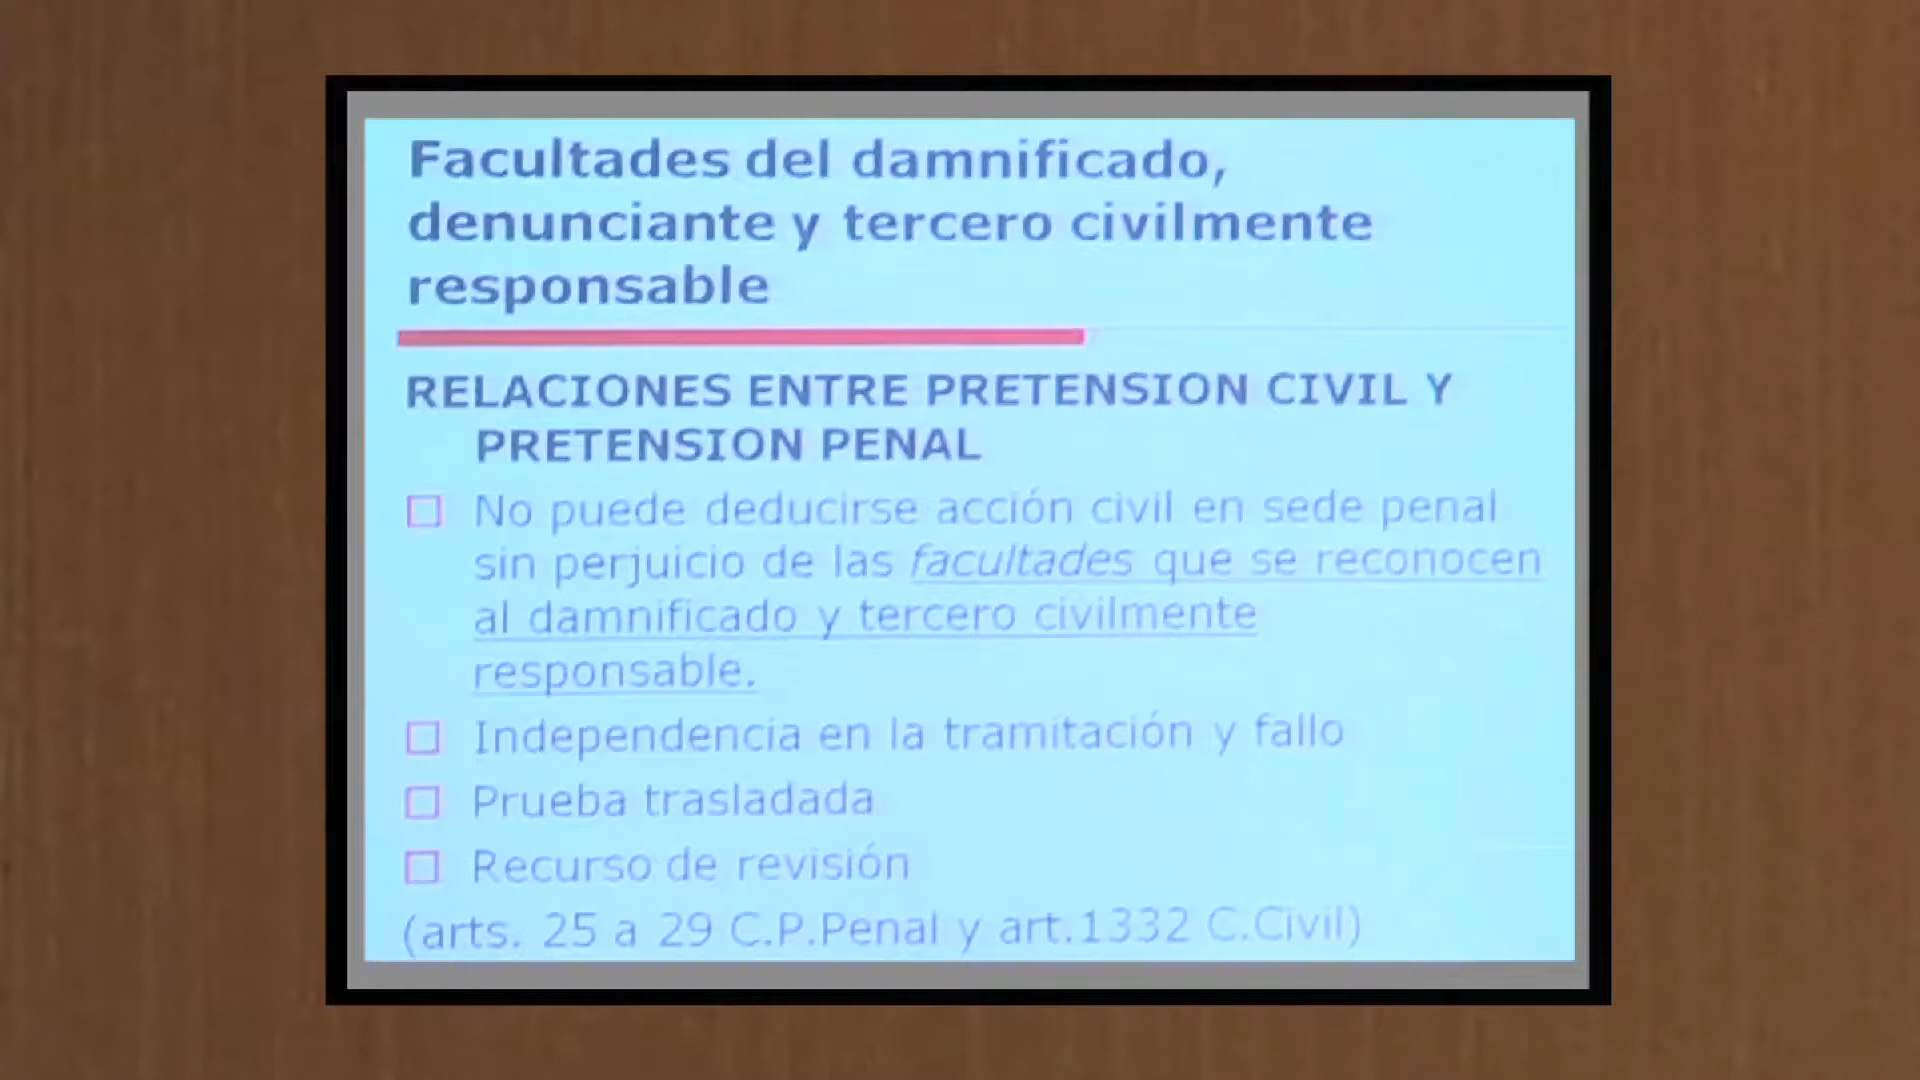 Facultades del damnificado,
denunciante y tercero civilmente
responsable
RELACIONES ENTRE PRETENSION CIVIL Y
PRETENSION PENAL
No puede deducirse acción civil en sede penal
sin perjuicio de las facultades que se reconocen
al damnificado y tercero civilmente
responsable.
Independencia en la tramitación y fallo
Prueba trasladada
Recurso de revisión
(arts. 25 a 29 C.P.Penal y art.1332 C.Civil)